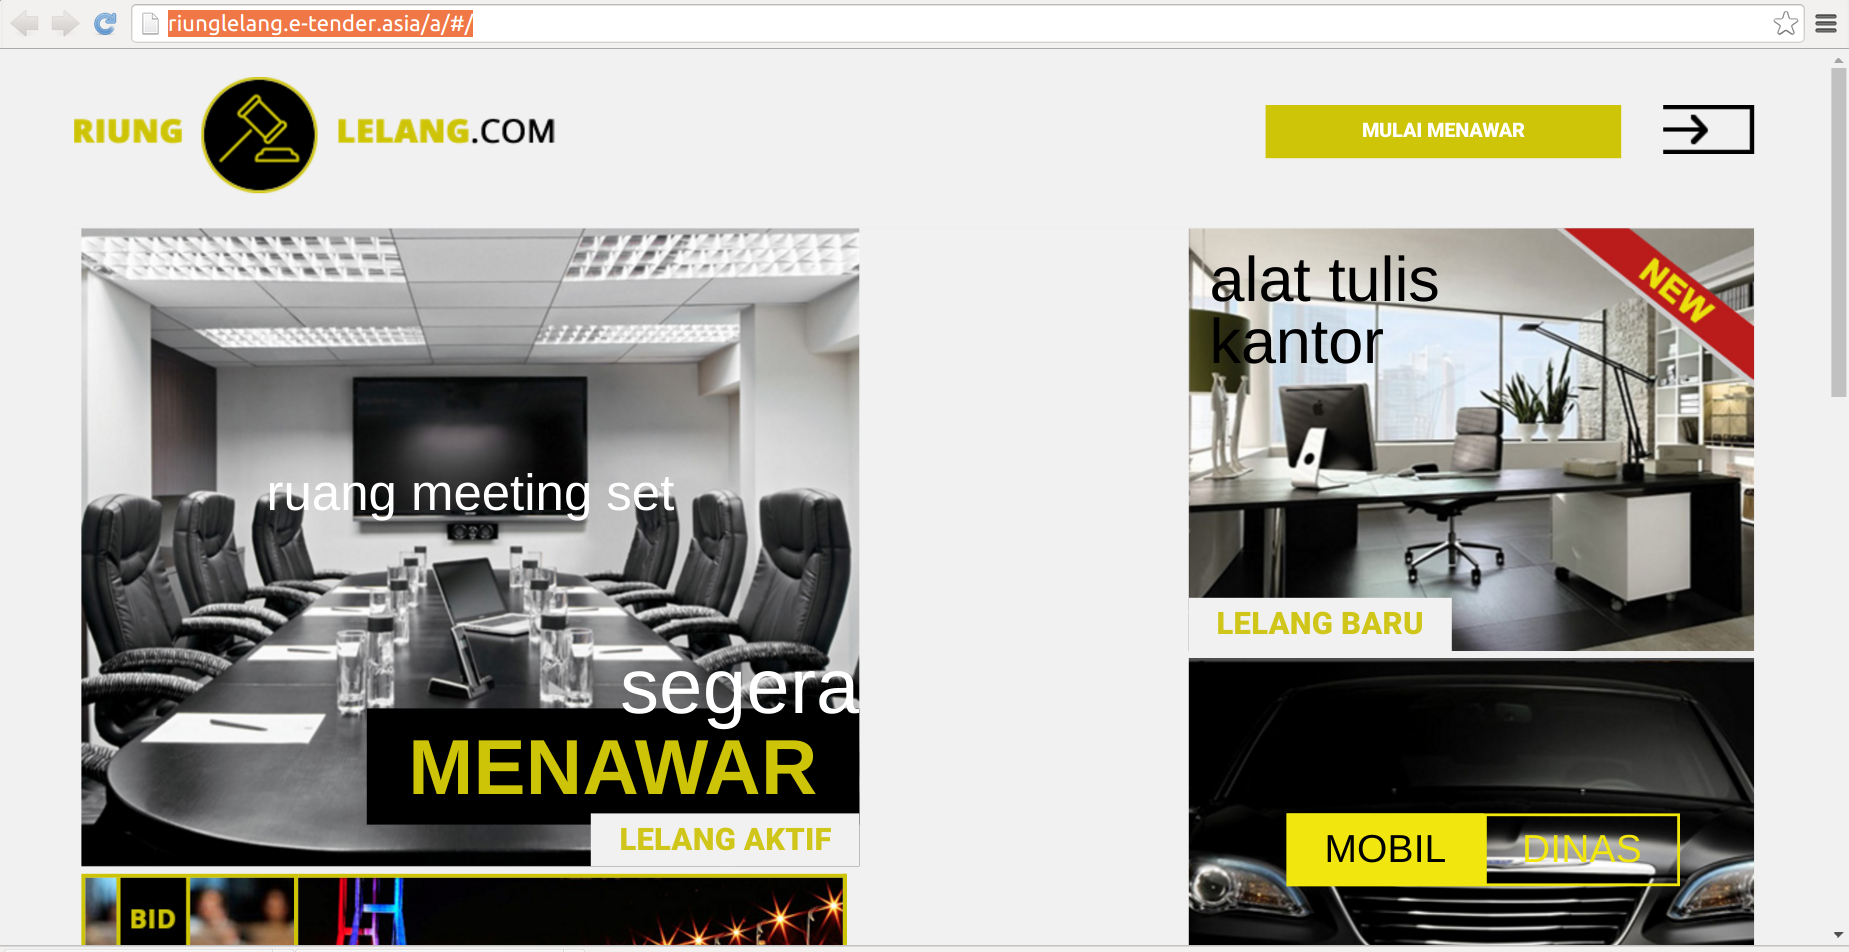 riunglelang.e-tender.asia/a/#/
RIUNG LELANG.COM
MULAI MENAWAR
ruang meeting set
segera
MENAWAR
LELANG AKTIF
BID
alat tulis
kantor
NEW
LELANG BARU
MOBIL DINAS